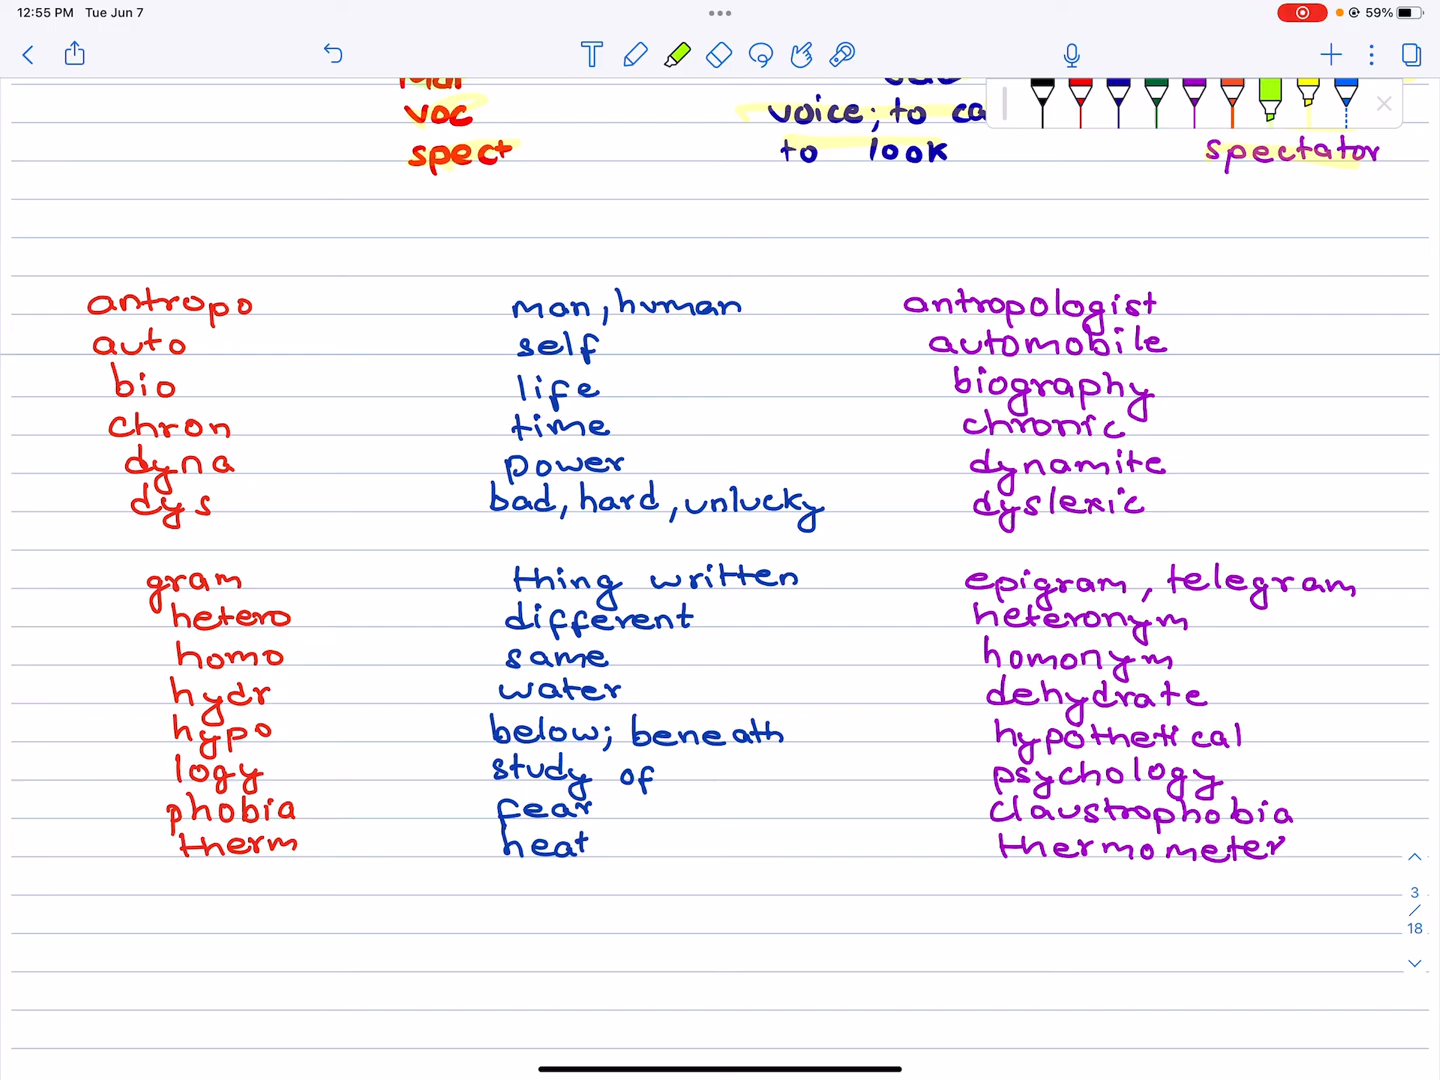 12:55 PM Tue Jun 7 59%
voc voice; to ca
spect to look spectator
antropo man, human antropologist
auto self automobile
bio life biography
chron time chronic
dyna power dynamite
dys bad, hard, unlucky dyslexic
gram thing written epigram, telegram
hetero different heteronym
homo same homonym
hydr water dehydrate
hypo below; beneath hypothetical
logy study of psychology
phobia fear claustrophobia
therm heat thermometer
3
/
18